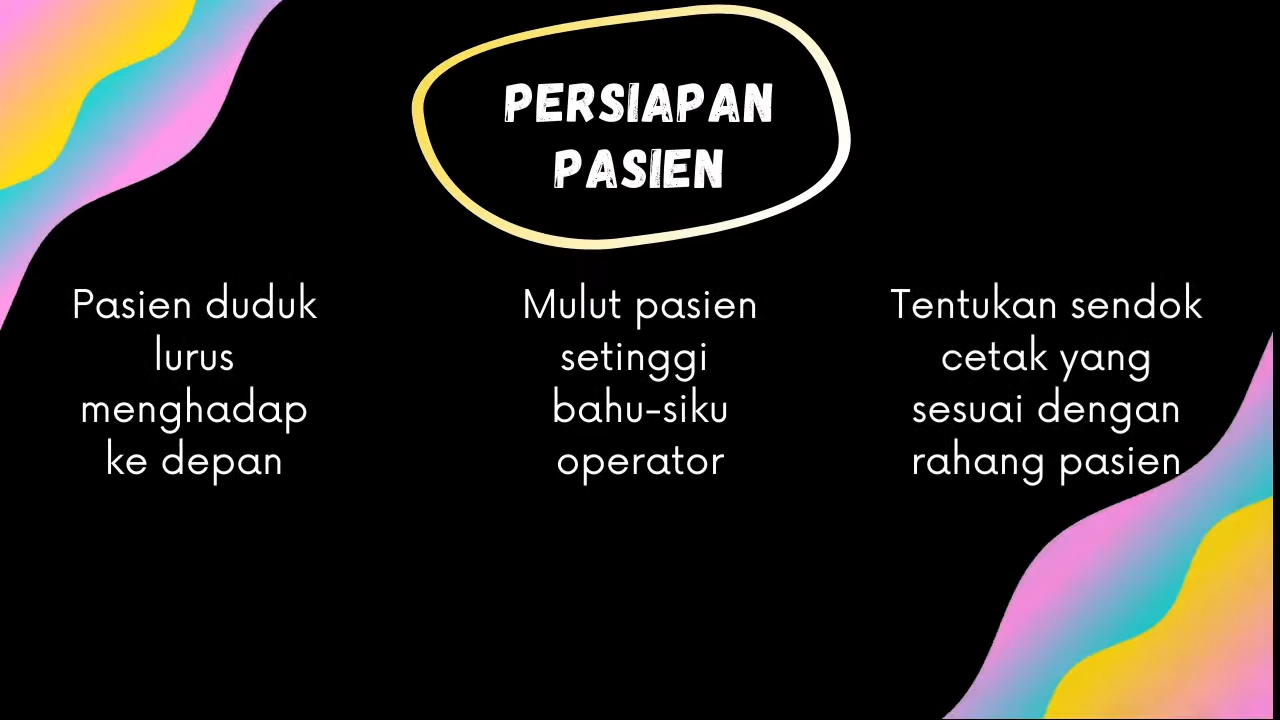 PERSIAPAN
PASIEN
Pasien duduk
lurus
menghadap
ke depan
Mulut pasien
setinggi
bahu-siku
operator
Tentukan sendok
cetak yang
sesuai dengan
rahang pasien